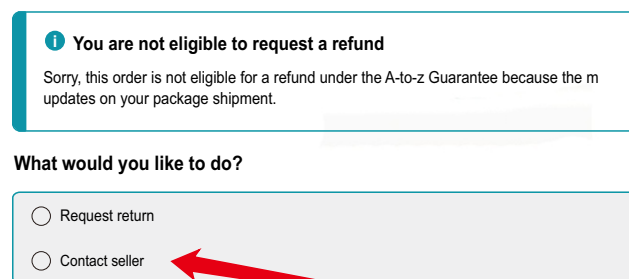 You are not eligible to request a refund
Sorry, this order is not eligible for a refund under the A-to-z Guarantee because the m
updates on your package shipment.
What would you like to do?
Request return
Contact seller